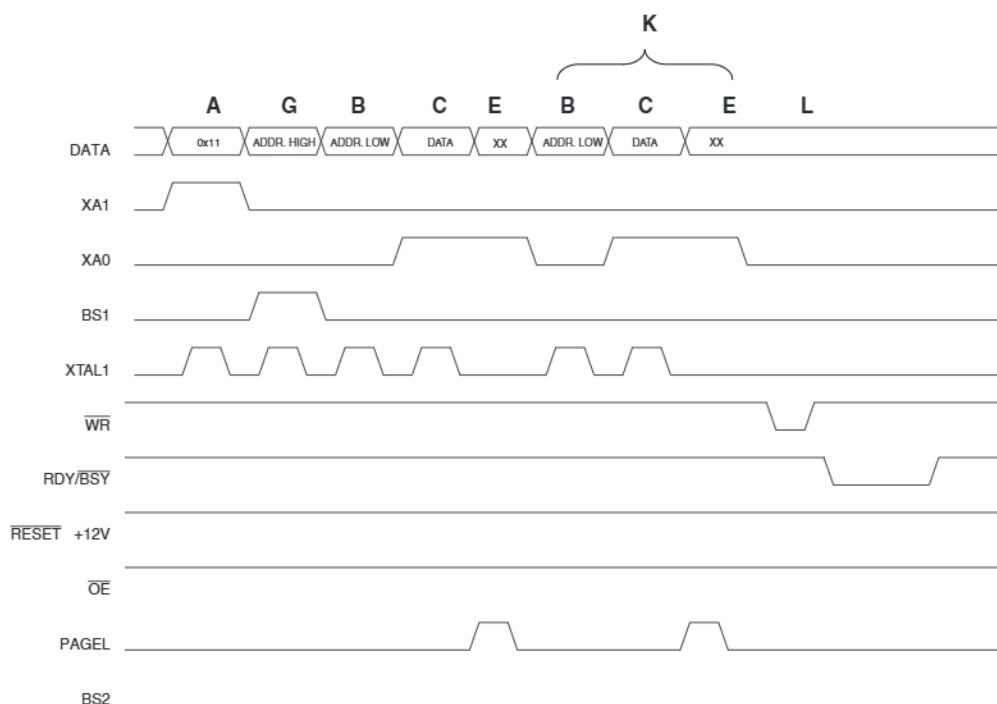 K
A G B C E B C E L
DATA 0x11 ADDR. HIGH ADDR. LOW DATA XX ADDR. LOW DATA XX
XA1
XA0
BS1
XTAL1
WR
RDY/BSY
RESET +12V
OE
PAGEL
BS2